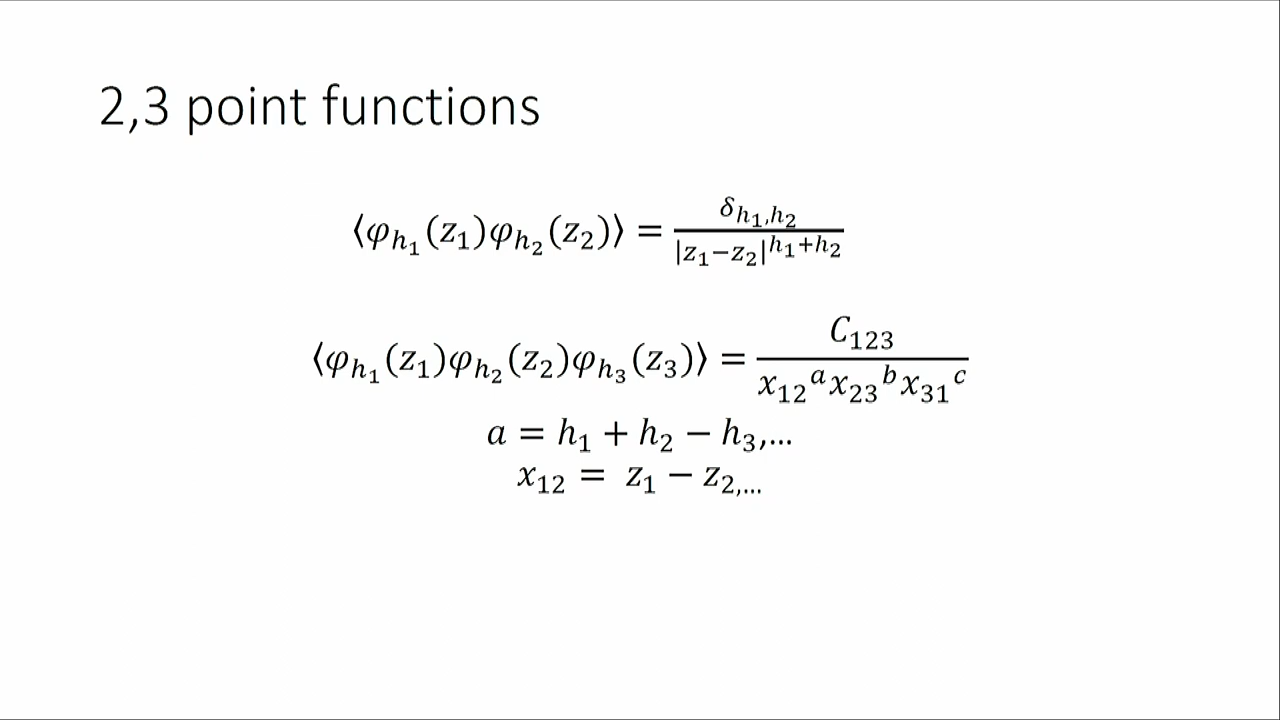 2,3 point functions
⟨φ_{h_1}(z_1)φ_{h_2}(z_2)⟩ = \frac{δ_{h_1,h_2}}{|z_1−z_2|^{h_1+h_2}}
⟨φ_{h_1}(z_1)φ_{h_2}(z_2)φ_{h_3}(z_3)⟩ = \frac{C_{123}}{x_{12}^a x_{23}^b x_{31}^c}
a = h_1 + h_2 − h_3,…
x_{12} = z_1 − z_{2,…}